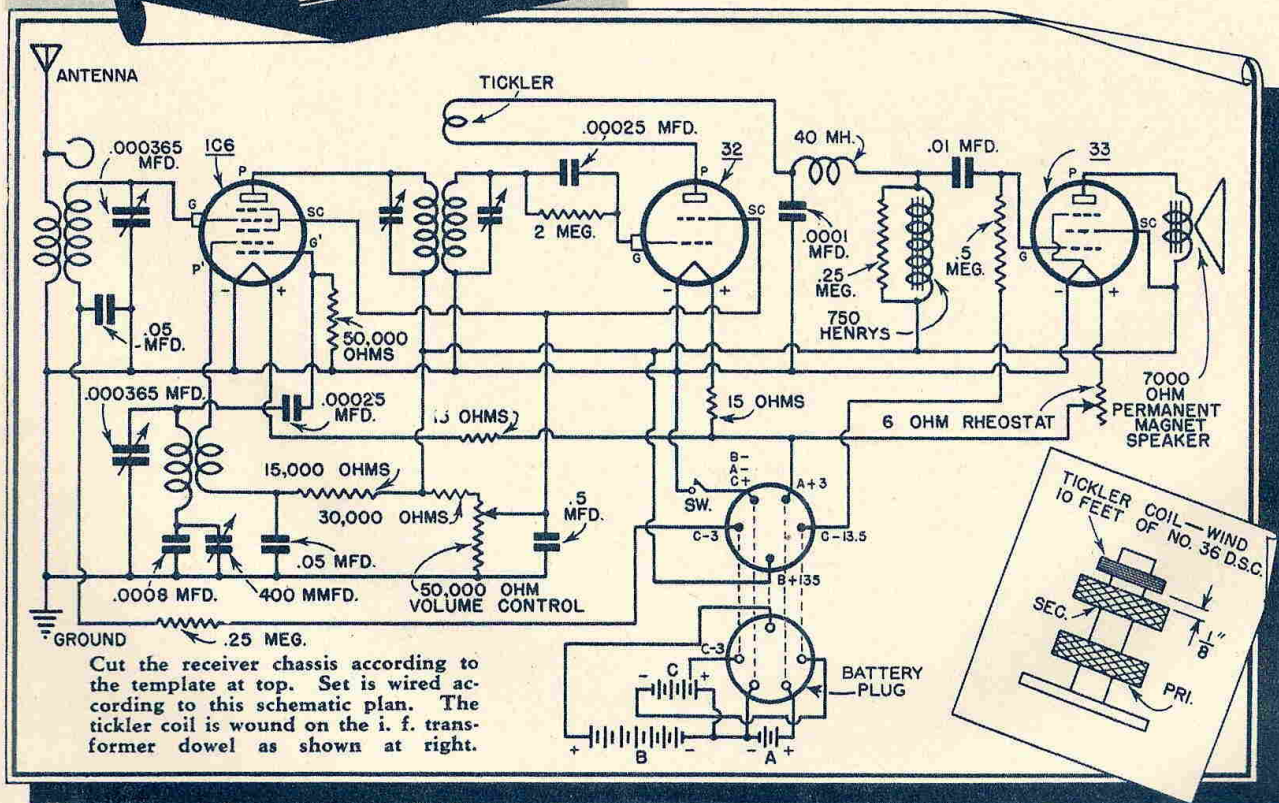 ANTENNA
TICKLER
.000365
MFD.
1C6
.00025 MFD.
32
40 MH.
.01 MFD.
33
P
P
P
G
SC
SC
SC
G'
G
G
P'
-
+
2 MEG.
-
+
.0001
MFD.
.25
MEG.
.5
MEG.
-
+
750
HENRYS
.05
MFD.
50,000
OHMS
.000365 MFD.
.00025
MFD.
OHMS
15 OHMS
6 OHM RHEOSTAT
7000
OHM
PERMANENT
MAGNET
SPEAKER
15,000 OHMS
30,000 OHMS
.5
MFD.
B-
A-
C+
SW.
A+3
C-3
C-13.5
B+135
.0008 MFD.
400 MMFD.
.05 MFD.
50,000 OHM
VOLUME CONTROL
GROUND
.25 MEG.
C-3
BATTERY
PLUG
- C +
+ B -
- A +
TICKLER COIL — WIND
10 FEET OF NO. 36 D.S.C.
SEC.
1/8"
PRI.
Cut the receiver chassis according to
the template at top. Set is wired ac-
cording to this schematic plan. The
tickler coil is wound on the i. f. trans-
former dowel as shown at right.